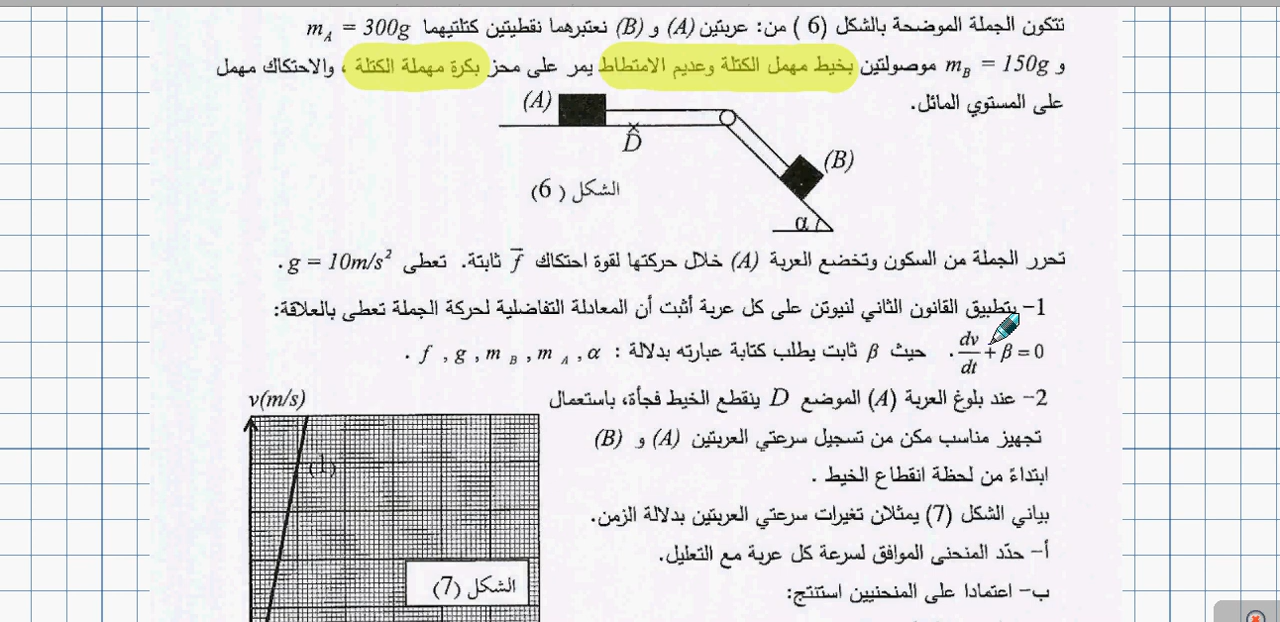 تتكون الجملة الموضحة بالشكل (6) من: عربتين (A) و (B) نعتبرهما نقطيتين كتلتيهما m_A = 300g
و m_B = 150g موصولتين بخيط مهمل الكتلة وعديم الامتطاط يمر على محز بكرة مهملة الكتلة ، والاحتكاك مهمل
على المستوي المائل.
(A)
D
(B)
α
الشكل (6)
تحرر الجملة من السكون وتخضع العربة (A) خلال حركتها لقوة احتكاك f⃗ ثابتة. تعطى g = 10m/s² .
1- بتطبيق القانون الثاني لنيوتن على كل عربة أثبت أن المعادلة التفاضلية لحركة الجملة تعطى بالعلاقة:
dv/dt + β = 0 . حيث β ثابت يطلب كتابة عبارته بدلالة : α , m_A , m_B , g , f .
2- عند بلوغ العربة (A) الموضع D ينقطع الخيط فجأة، باستعمال
تجهيز مناسب مكن من تسجيل سرعتي العربتين (A) و (B)
ابتداءً من لحظة انقطاع الخيط .
بياني الشكل (7) يمثلان تغيرات سرعتي العربتين بدلالة الزمن.
أ- حدّد المنحنى الموافق لسرعة كل عربة مع التعليل.
ب- اعتمادا على المنحنيين استنتج:
v(m/s)
(1)
الشكل (7)